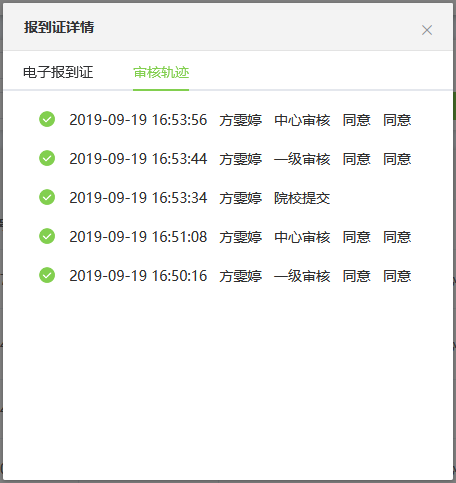 报到证详情
电子报到证 审核轨迹
2019-09-19 16:53:56 方雯婷 中心审核 同意 同意
2019-09-19 16:53:44 方雯婷 一级审核 同意 同意
2019-09-19 16:53:34 方雯婷 院校提交
2019-09-19 16:51:08 方雯婷 中心审核 同意 同意
2019-09-19 16:50:16 方雯婷 一级审核 同意 同意